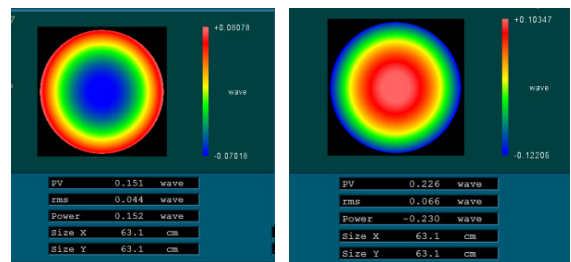 +0.08078
wave
-0.07018
PV 0.151 wave
rms 0.044 wave
Power 0.152 wave
Size X 63.1 cm
Size Y 63.1 cm
+0.10347
wave
-0.12206
PV 0.226 wave
rms 0.066 wave
Power -0.230 wave
Size X 63.1 cm
Size Y 63.1 cm